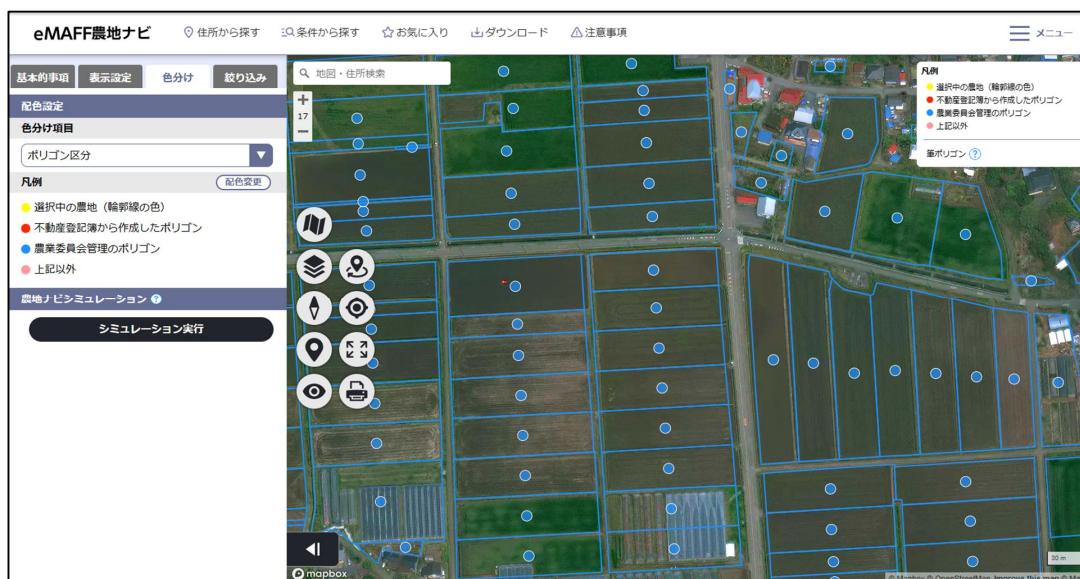 eMAFF農地ナビ
住所から探す
条件から探す
お気に入り
ダウンロード
注意事項
メニュー
基本的事項
表示設定
色分け
絞り込み
配色設定
色分け項目
ポリゴン区分
凡例
配色変更
選択中の農地(輪郭線の色)
不動産登記簿から作成したポリゴン
農業委員会管理のポリゴン
上記以外
農地ナビシミュレーション ?
シミュレーション実行
地図・住所検索
+
17
−
凡例
選択中の農地(輪郭線の色)
不動産登記簿から作成したポリゴン
農業委員会管理のポリゴン
上記以外
筆ポリゴン ?
30 m
mapbox
© Mapbox © OpenStreetMap Improve this map